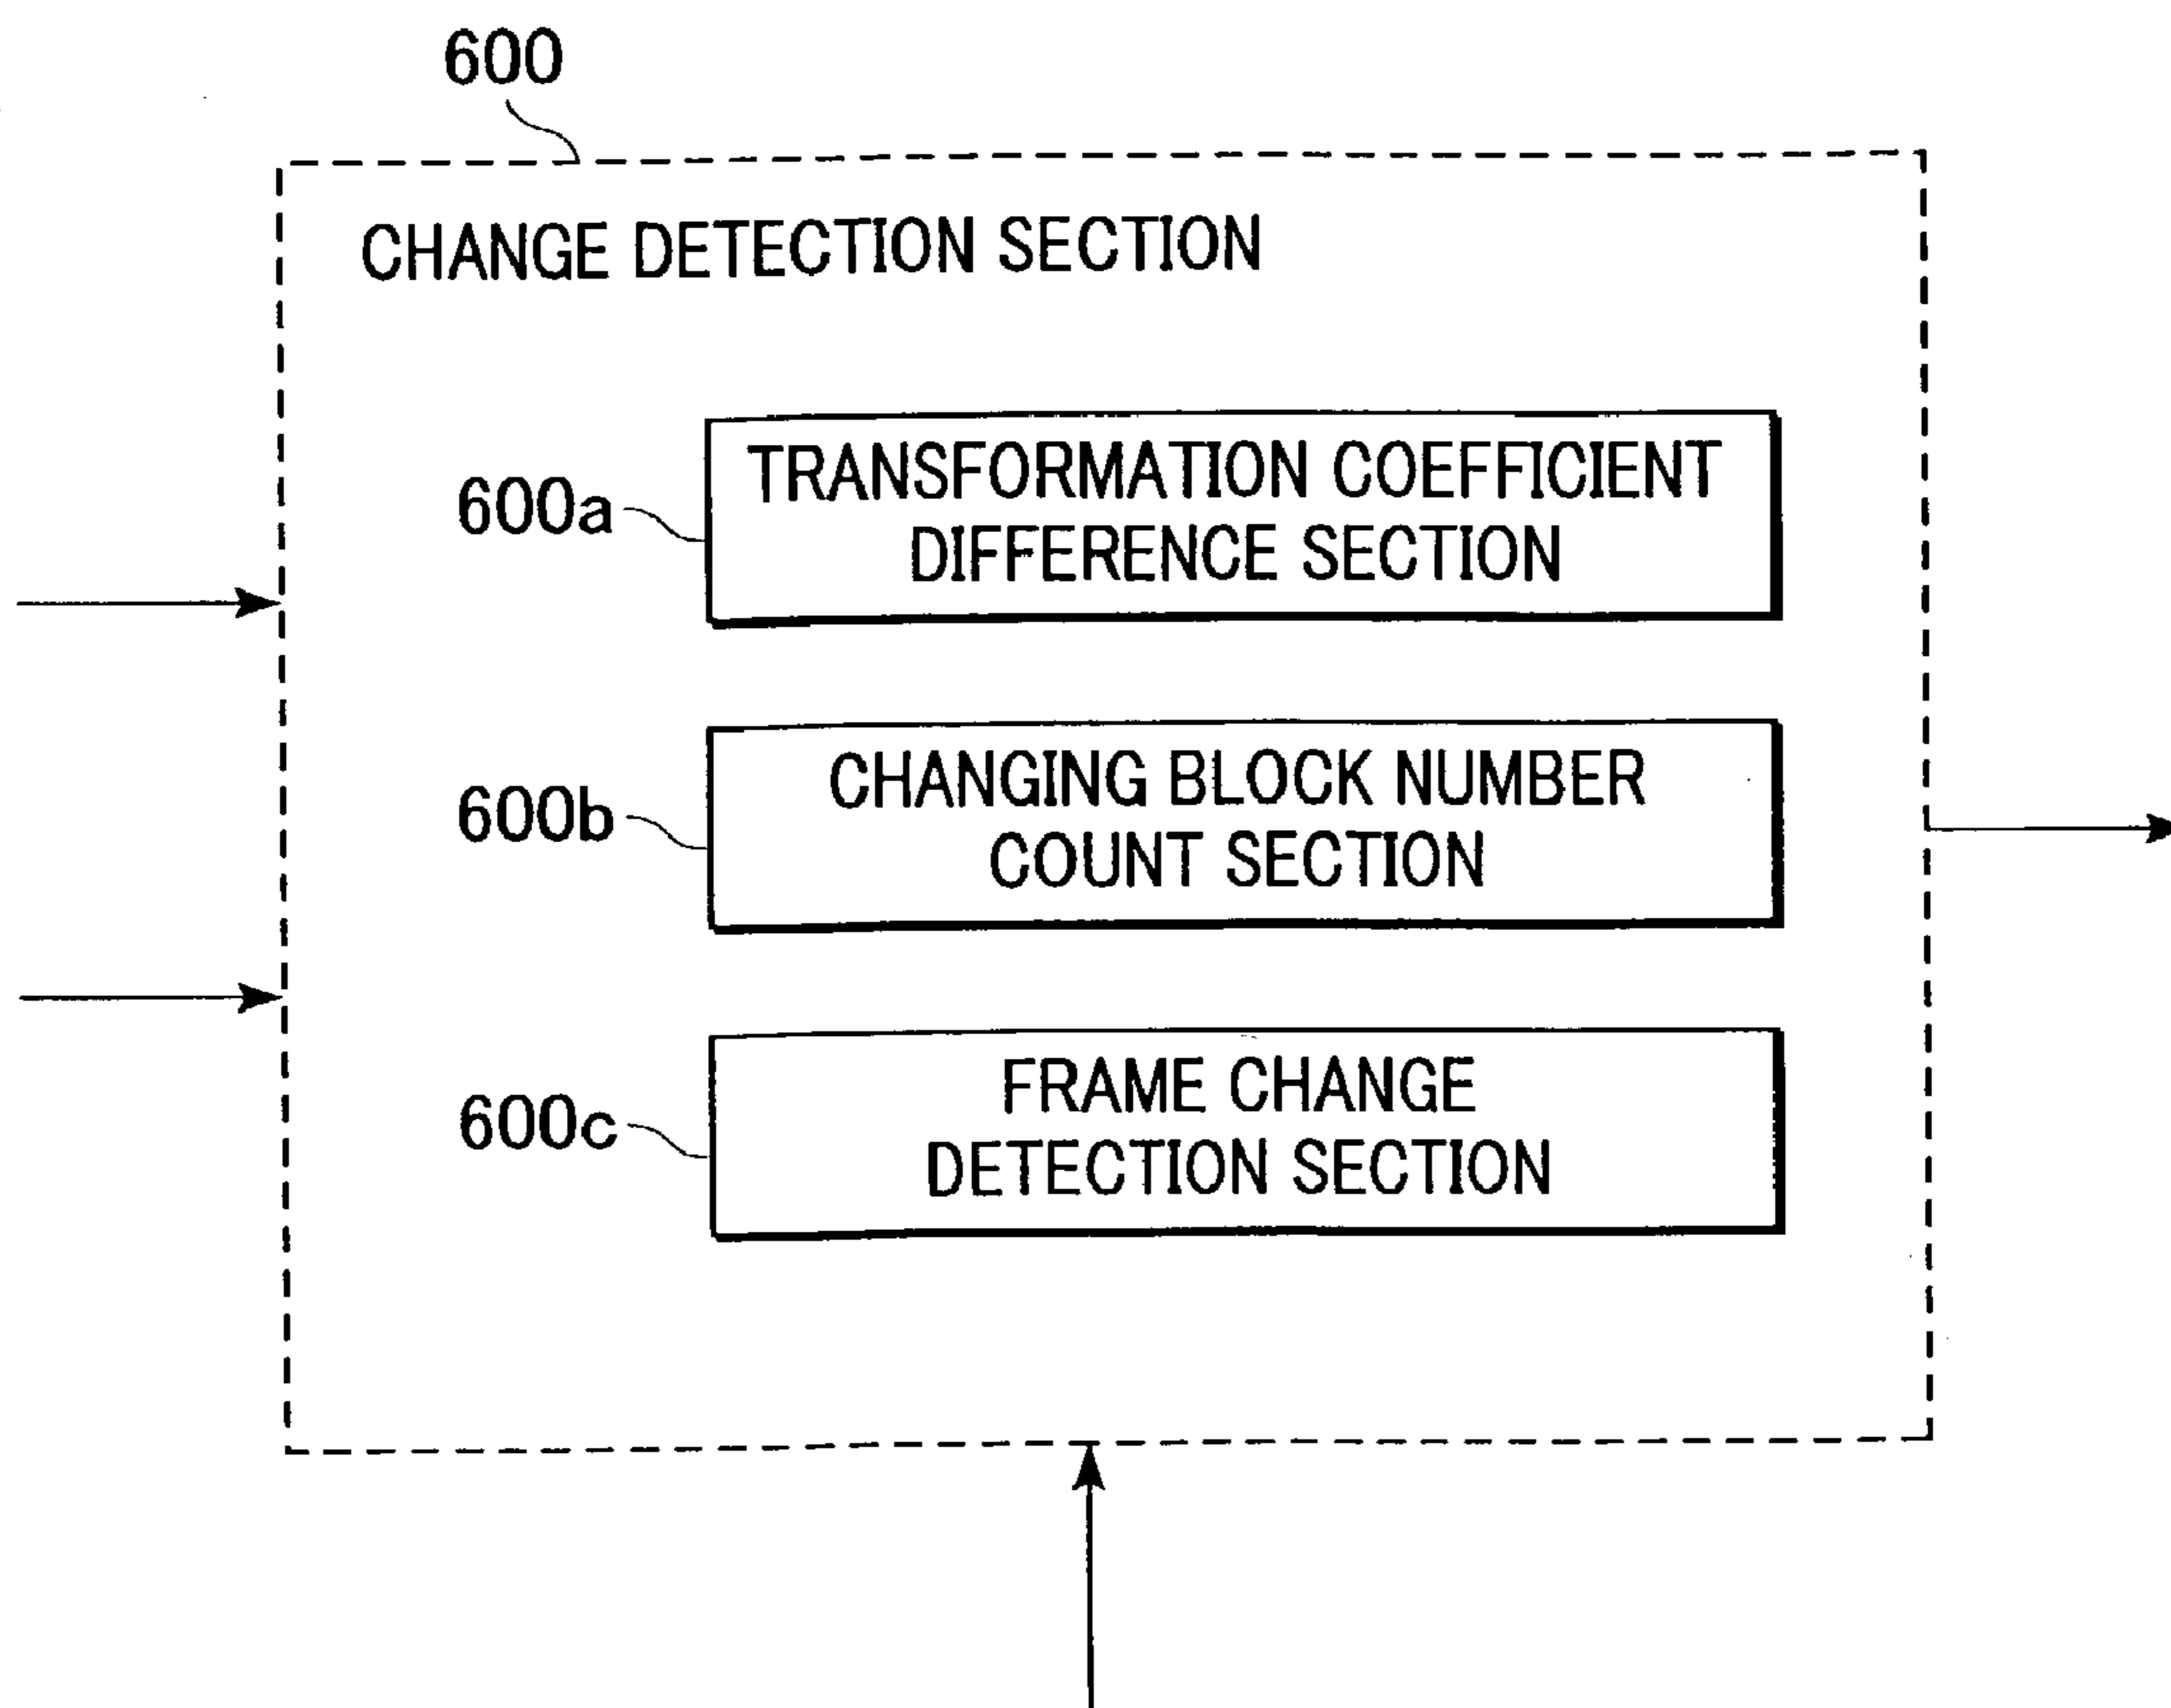 600
CHANGE DETECTION SECTION
600a
TRANSFORMATION COEFFICIENT
DIFFERENCE SECTION
600b
CHANGING BLOCK NUMBER
COUNT SECTION
600c
FRAME CHANGE
DETECTION SECTION